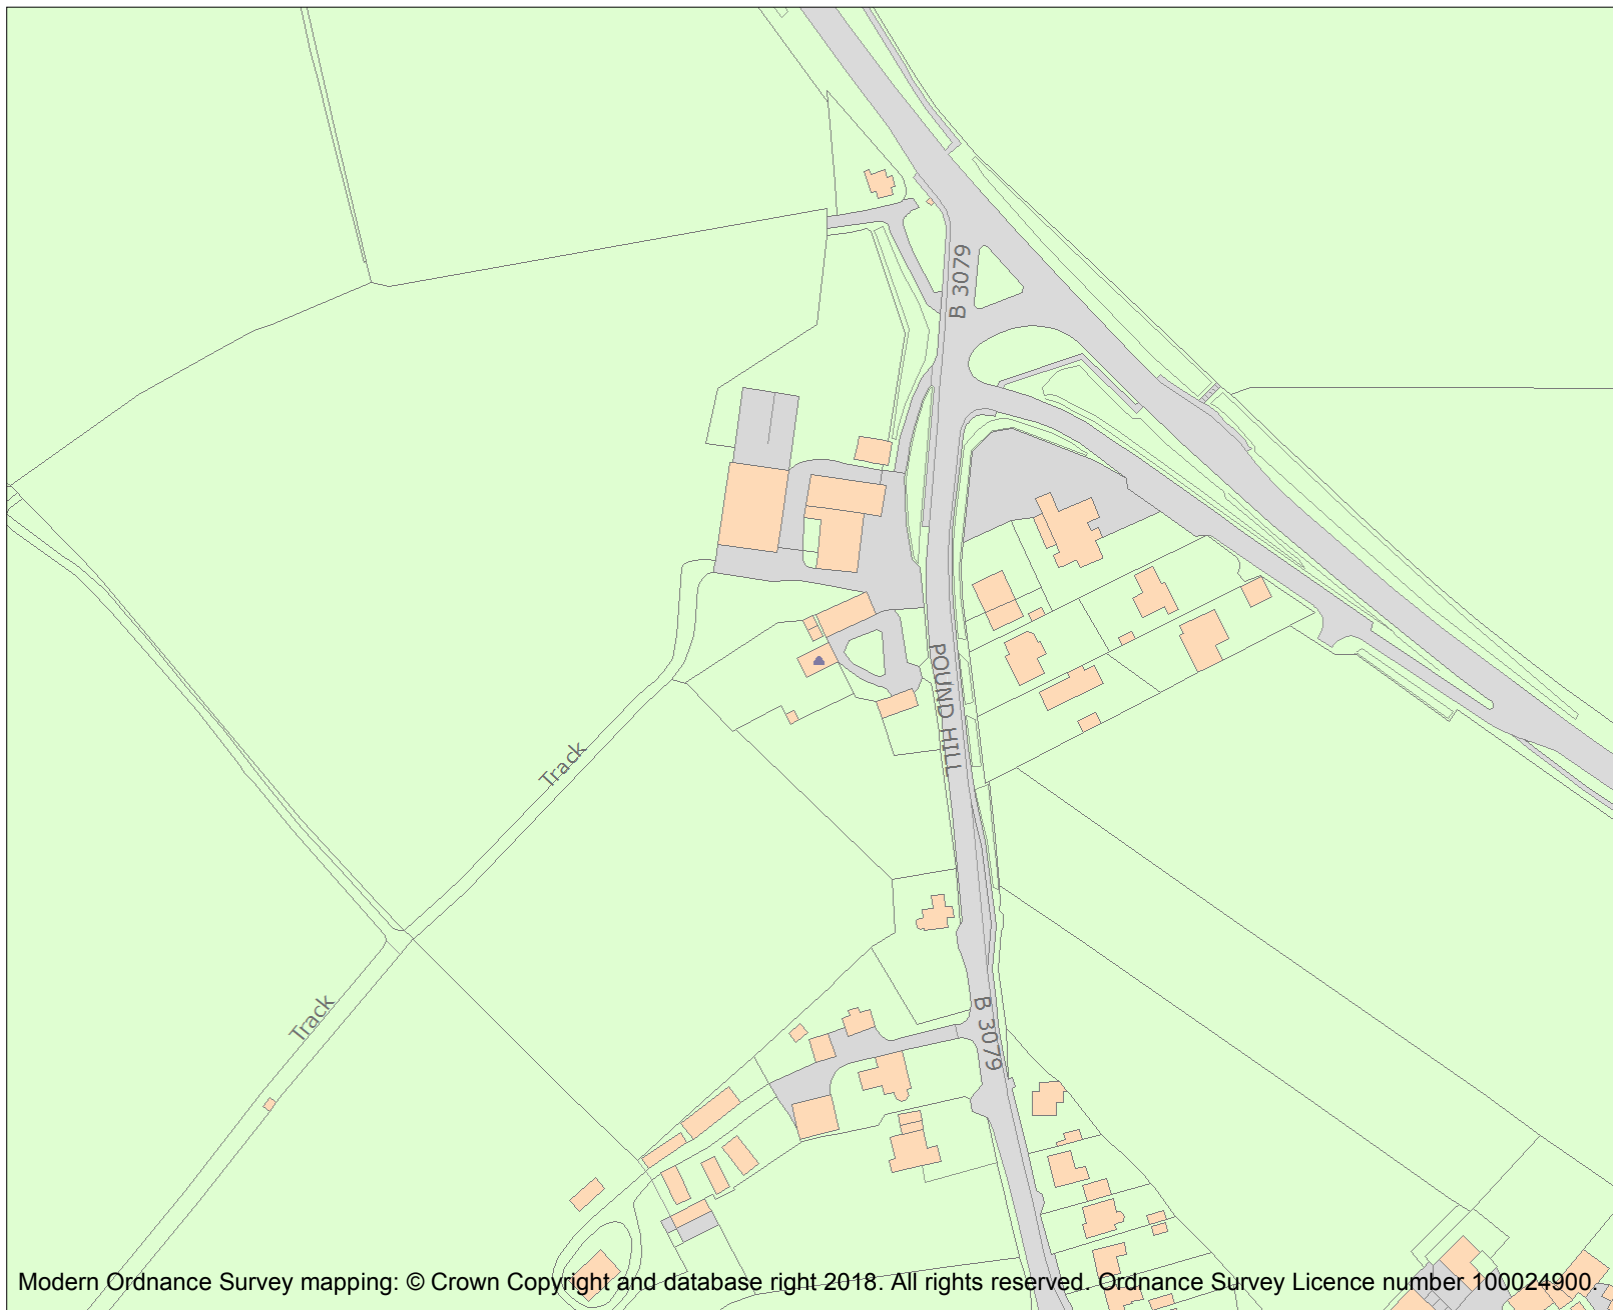 B 3079
POUND HILL
Track
Track
B 3079
Modern Ordnance Survey mapping: © Crown Copyright and database right 2018. All rights reserved. Ordnance Survey Licence number 100024900.